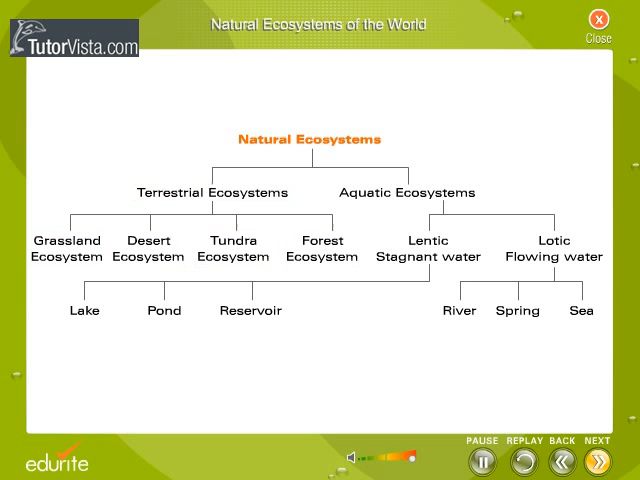 Natural Ecosystems of the World
x
Close
TutorVista.com
Natural Ecosystems
Terrestrial Ecosystems Aquatic Ecosystems
Grassland Ecosystem
Desert Ecosystem
Tundra Ecosystem
Forest Ecosystem
Lentic Stagnant water
Lotic Flowing water
Lake Pond Reservoir River Spring Sea
PAUSE REPLAY BACK NEXT
edurite